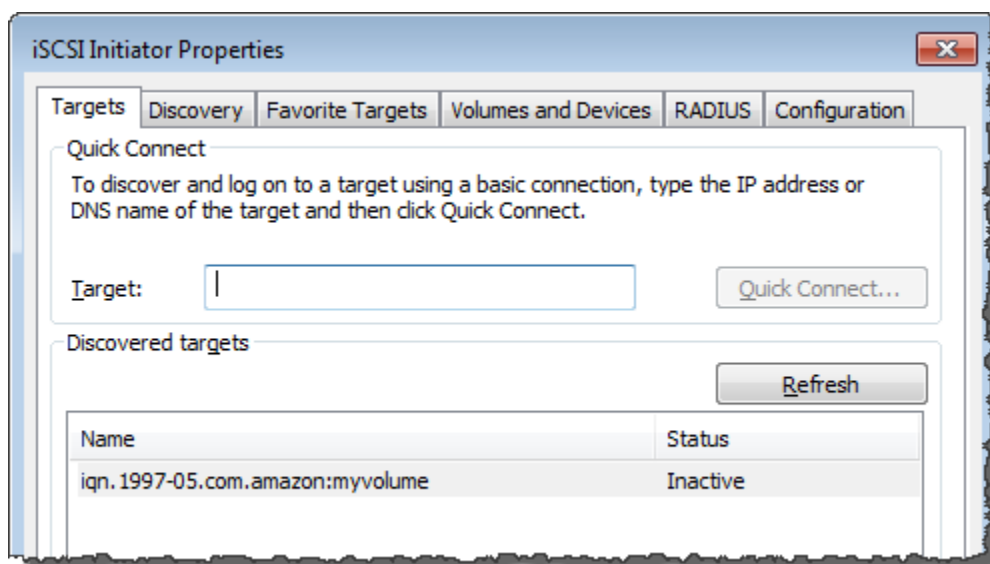 iSCSI Initiator Properties
Targets Discovery Favorite Targets Volumes and Devices RADIUS Configuration
Quick Connect
To discover and log on to a target using a basic connection, type the IP address or
DNS name of the target and then click Quick Connect.
Target: Quick Connect...
Discovered targets
Refresh
Name Status
iqn.1997-05.com.amazon:myvolume Inactive